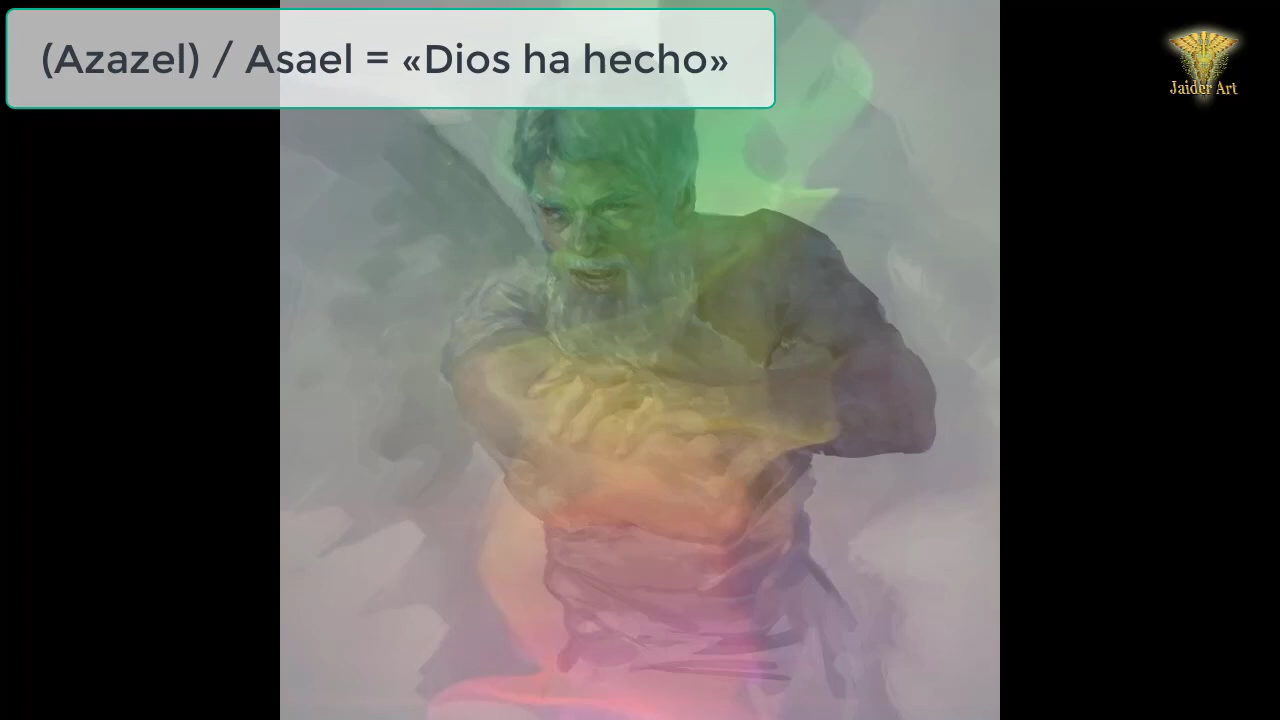 (Azazel) / Asael = «Dios ha hecho»
Jaider Art